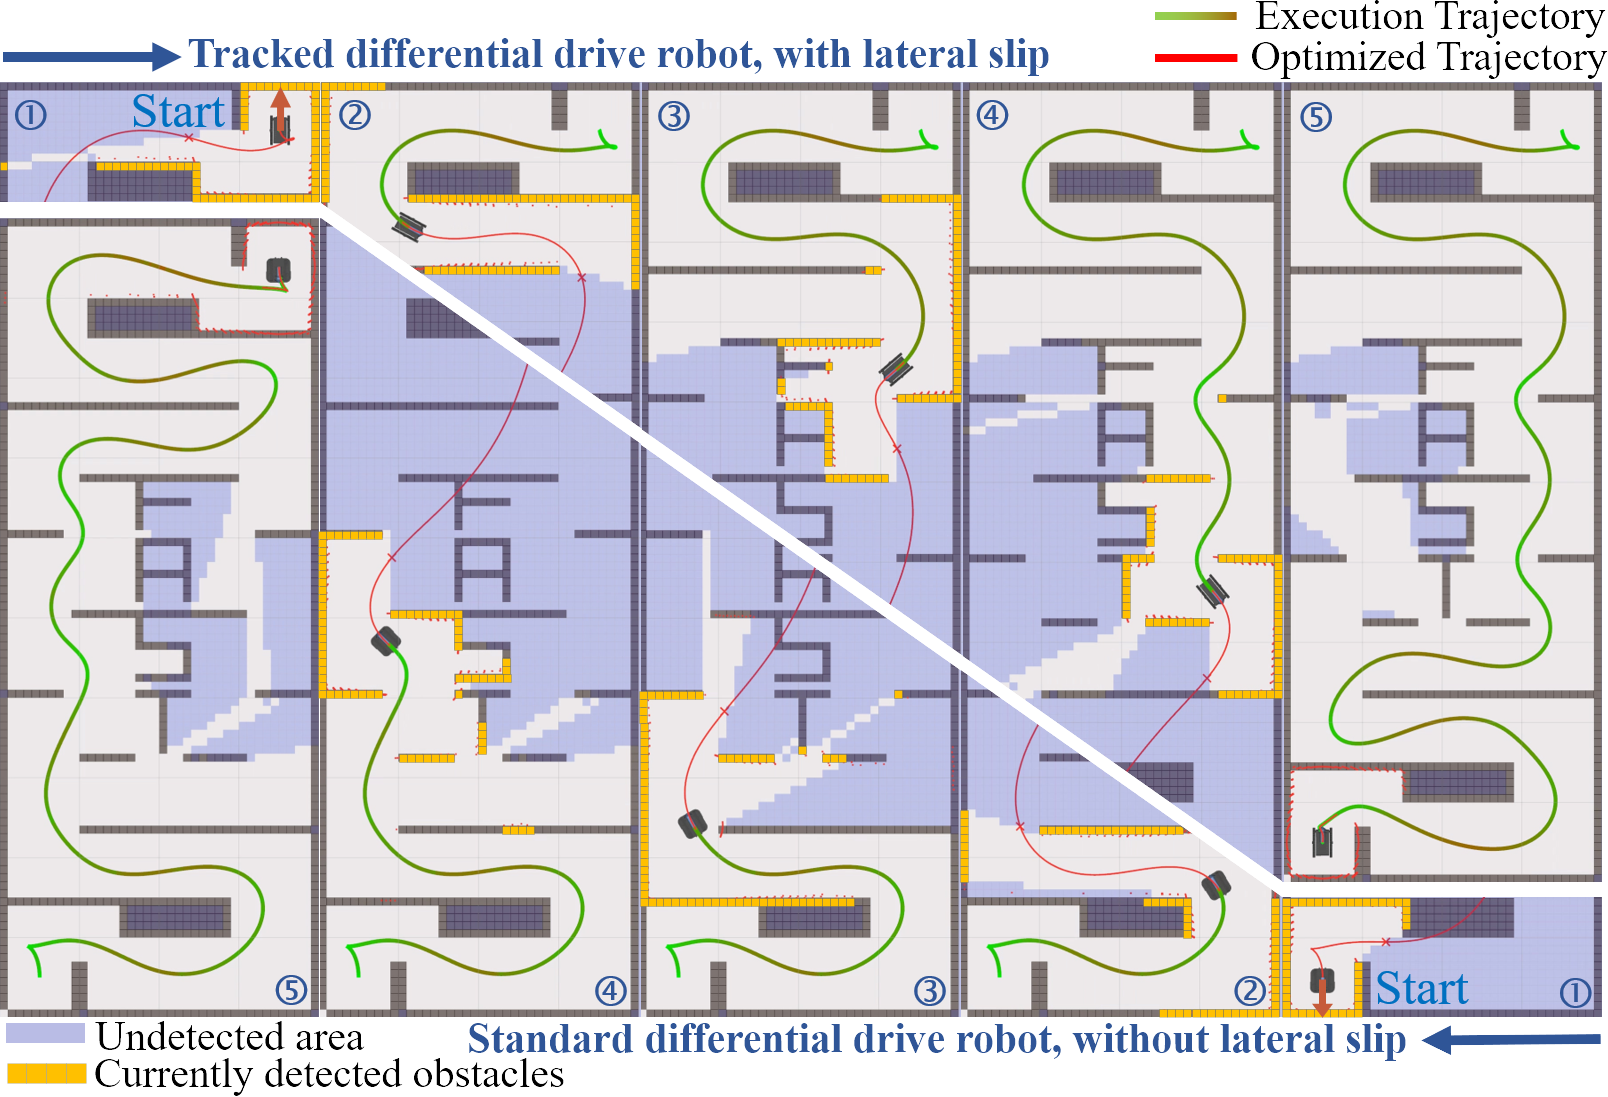 Execution Trajectory
Tracked differential drive robot, with lateral slip
Optimized Trajectory
① Start ② ③ ④ ⑤
⑤ ④ ③ ② Start ①
Undetected area
Standard differential drive robot, without lateral slip
Currently detected obstacles